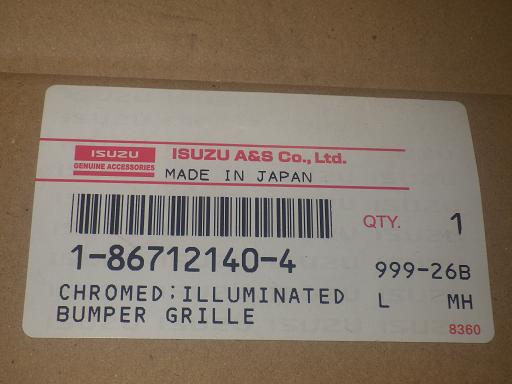 ISUZU
GENUINE ACCESSORIES
ISUZU A&S Co., Ltd.
MADE IN JAPAN
QTY. 1
1-86712140-4
999-26B
CHROMED;ILLUMINATED L MH
BUMPER GRILLE
8360